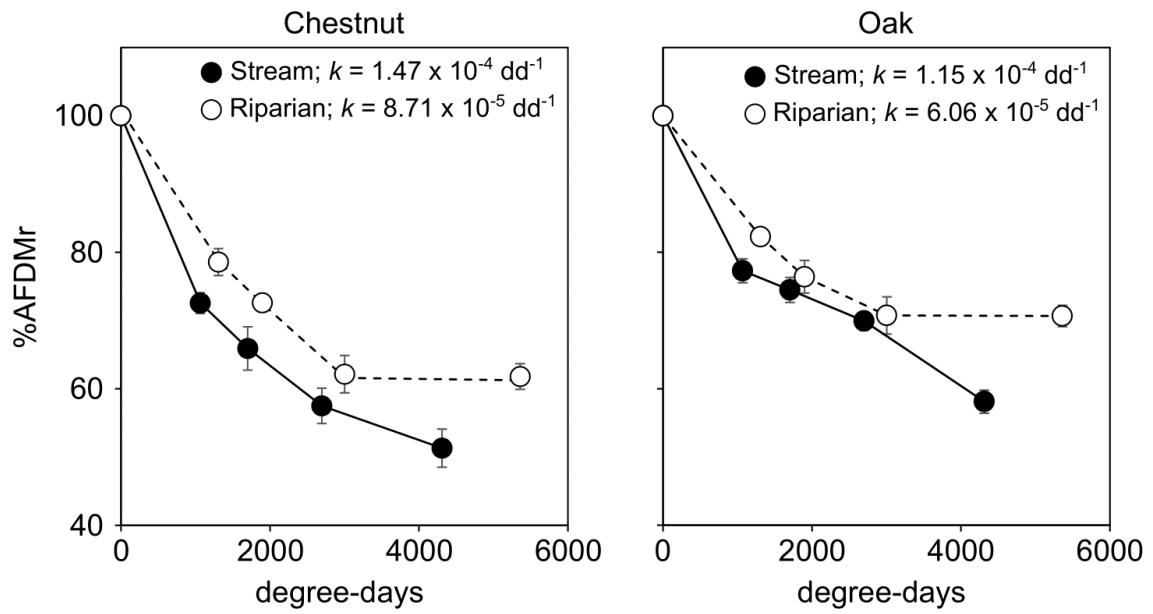 Chestnut
Stream; k = 1.47 x 10⁻⁴ dd⁻¹
Riparian; k = 8.71 x 10⁻⁵ dd⁻¹
%AFDMr
100
80
60
40
0
2000
4000
6000
degree-days
Oak
Stream; k = 1.15 x 10⁻⁴ dd⁻¹
Riparian; k = 6.06 x 10⁻⁵ dd⁻¹
0
2000
4000
6000
degree-days